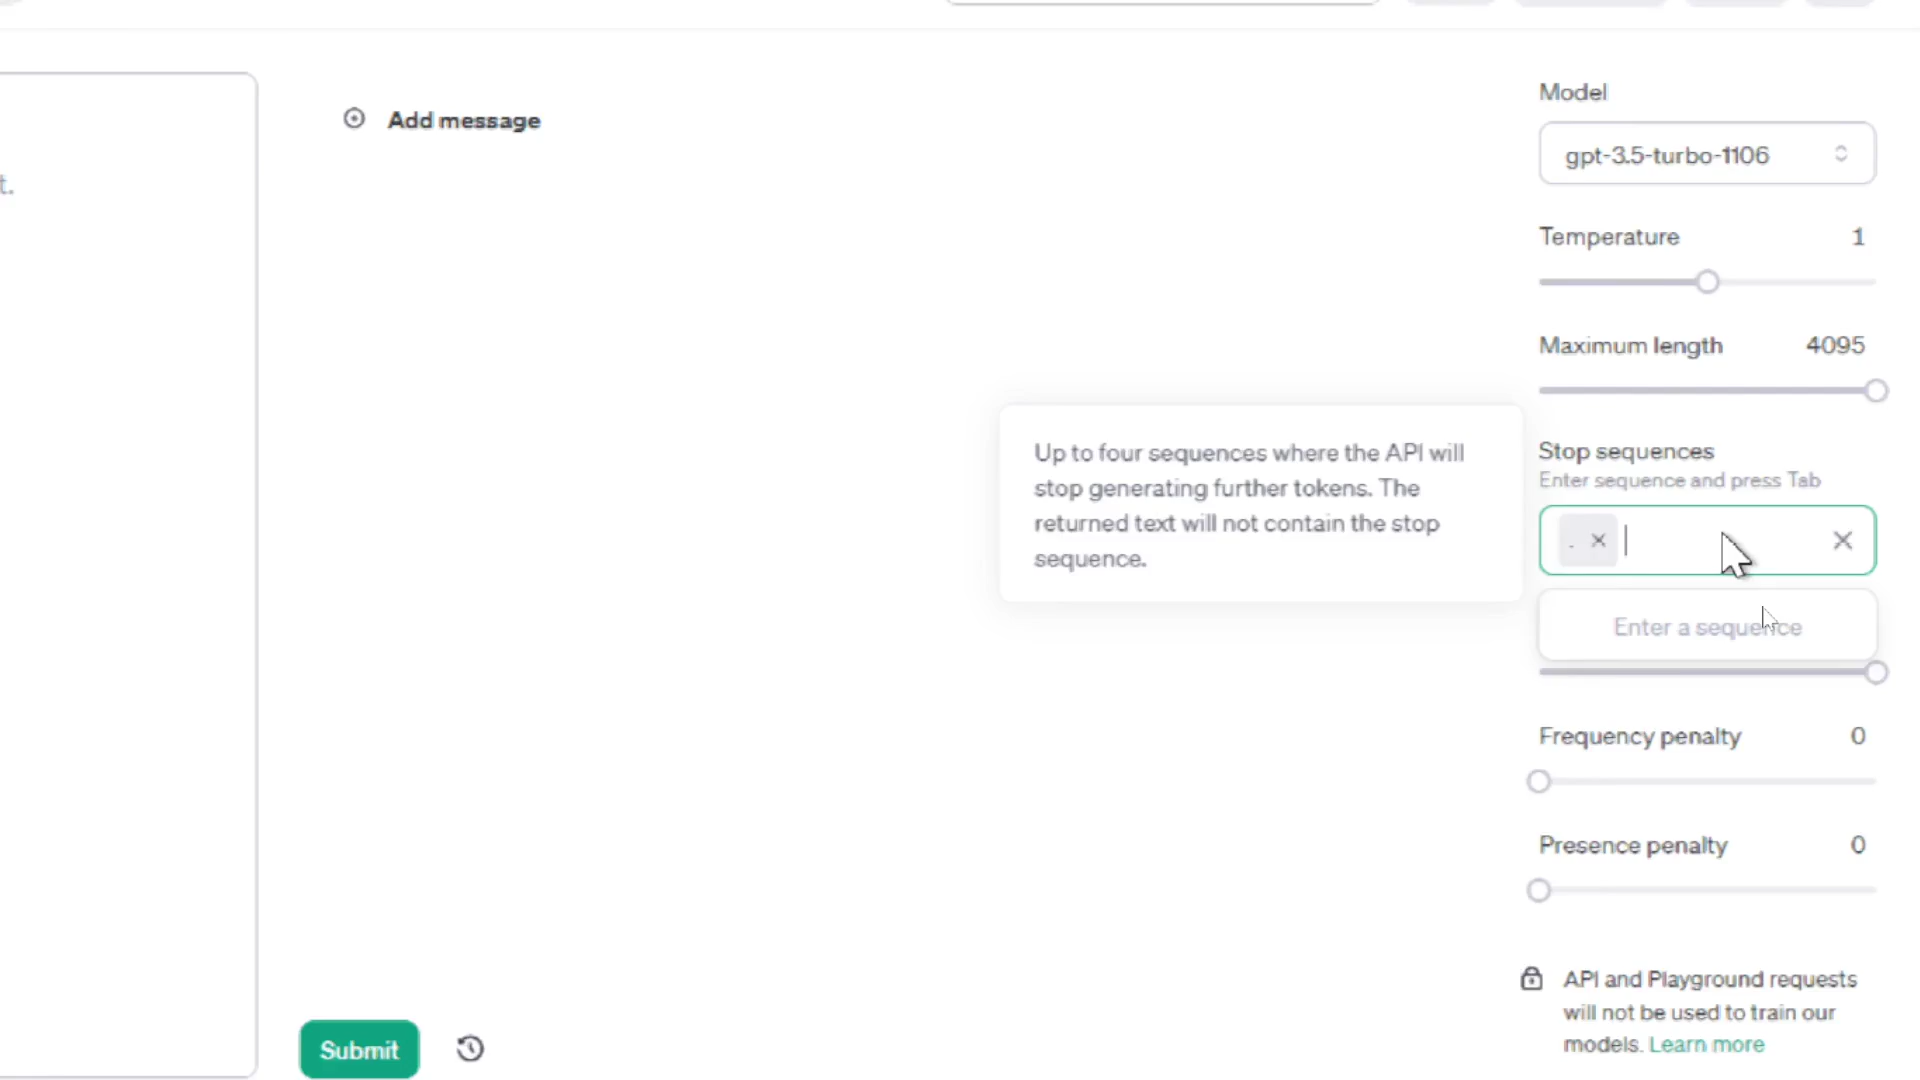 t.
Add message
Model
gpt-3.5-turbo-1106
Temperature 1
Maximum length 4095
Up to four sequences where the API will
stop generating further tokens. The
returned text will not contain the stop
sequence.
Stop sequences
Enter sequence and press Tab
.
Enter a sequence
Frequency penalty 0
Presence penalty 0
API and Playground requests
will not be used to train our
models. Learn more
Submit